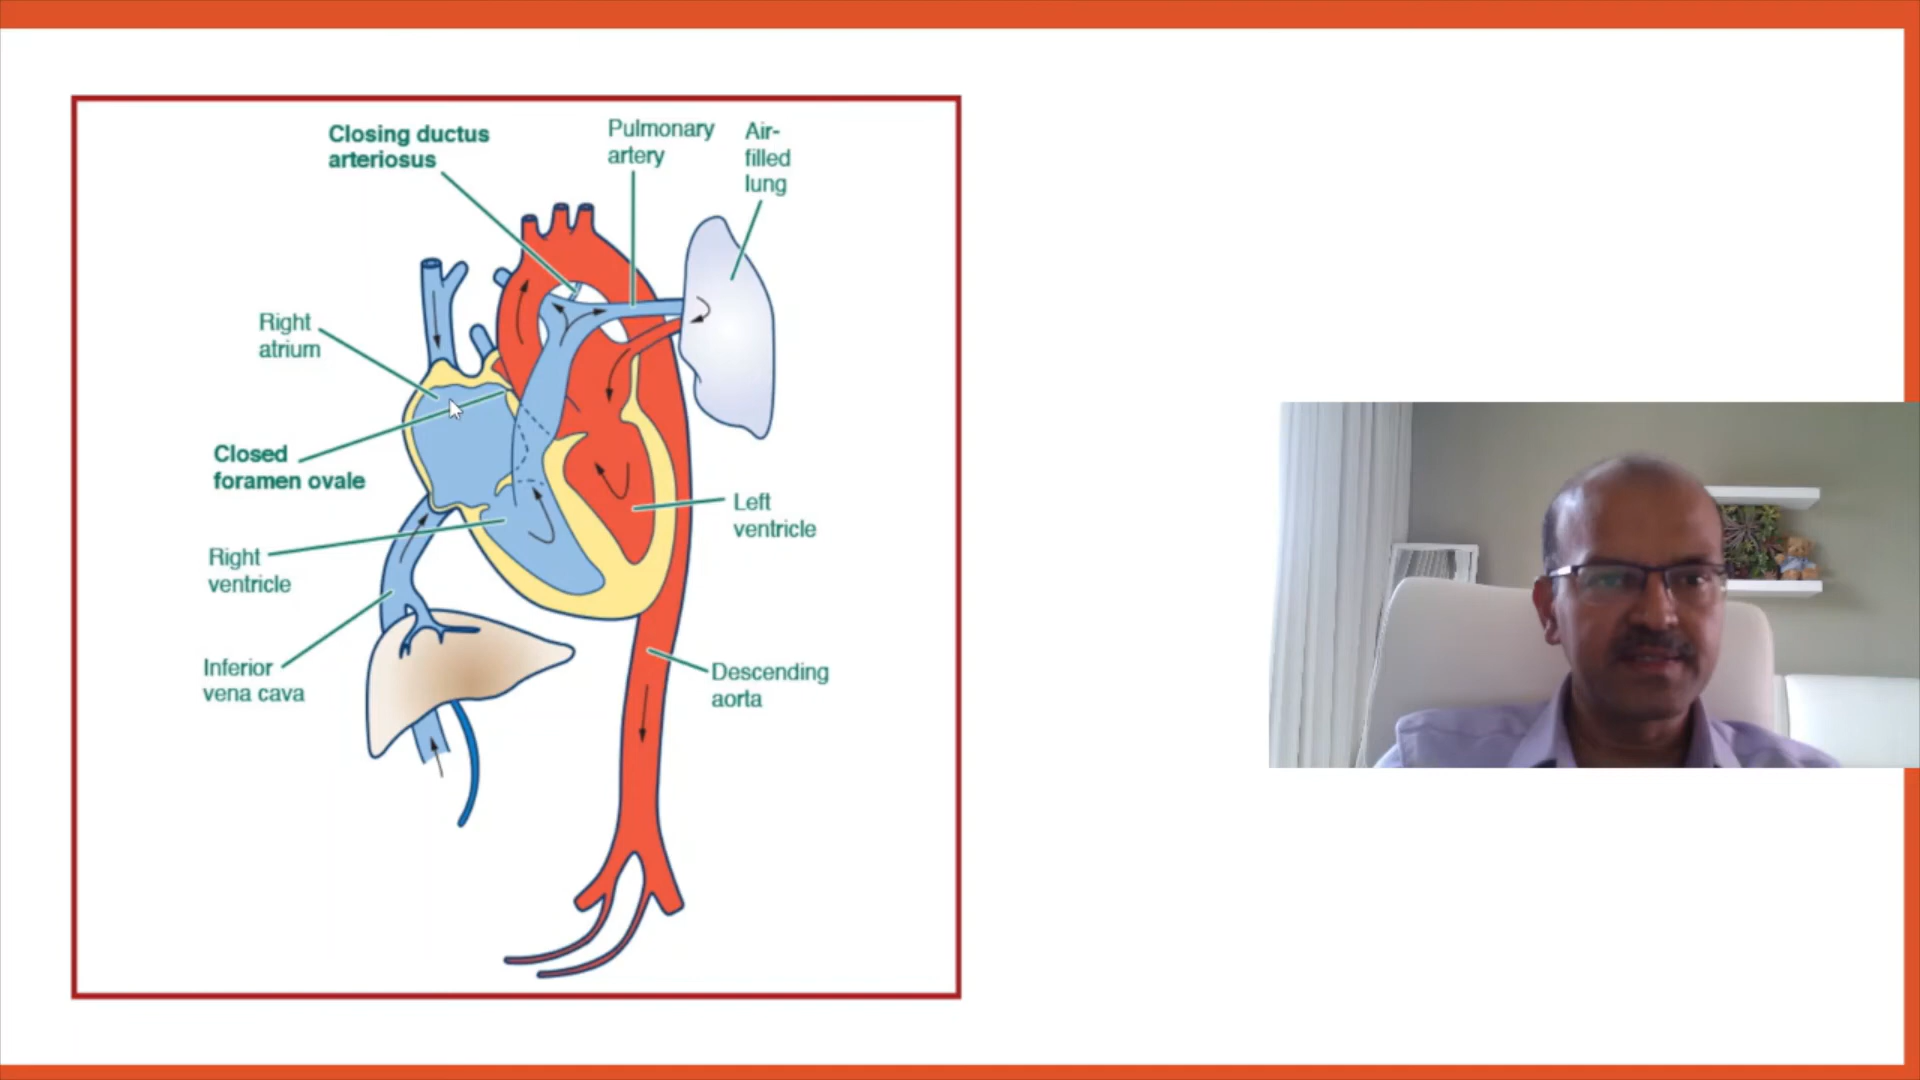 Closing ductus
arteriosus
Pulmonary
artery
Air-
filled
lung
Right
atrium
Closed
foramen ovale
Left
ventricle
Right
ventricle
Inferior
vena cava
Descending
aorta